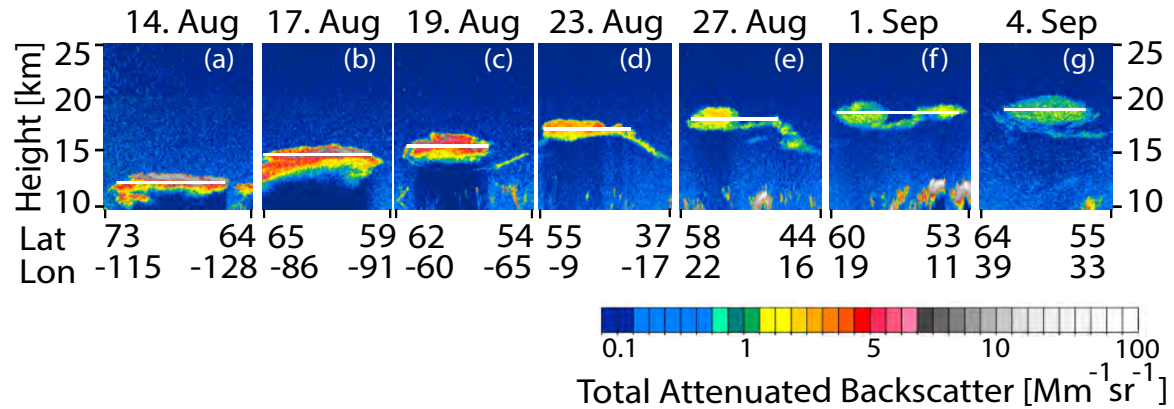 14. Aug 17. Aug 19. Aug 23. Aug 27. Aug 1. Sep 4. Sep
Height [km]
25 (a) (b) (c) (d) (e) (f) (g) 25
20 20
15 15
10 10
Lat 73 64 65 59 62 54 55 37 58 44 60 53 64 55
Lon -115 -128 -86 -91 -60 -65 -9 -17 22 16 19 11 39 33
0.1 1 5 10 100
Total Attenuated Backscatter [Mm⁻¹sr⁻¹]